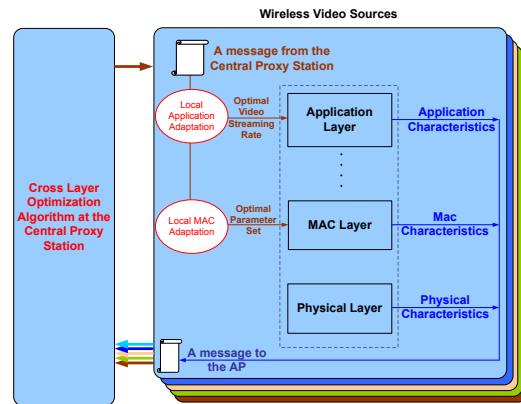 Wireless Video Sources
A message from the
Central Proxy Station
Local
Application
Adaptation
Optimal
Video
Streaming
Rate
Application
Layer
Application
Characteristics
Cross Layer
Optimization
Algorithm at the
Central Proxy
Station
Local MAC
Adaptation
Optimal
Parameter
Set
MAC Layer
Mac
Characteristics
Physical Layer
Physical
Characteristics
A message to
the AP